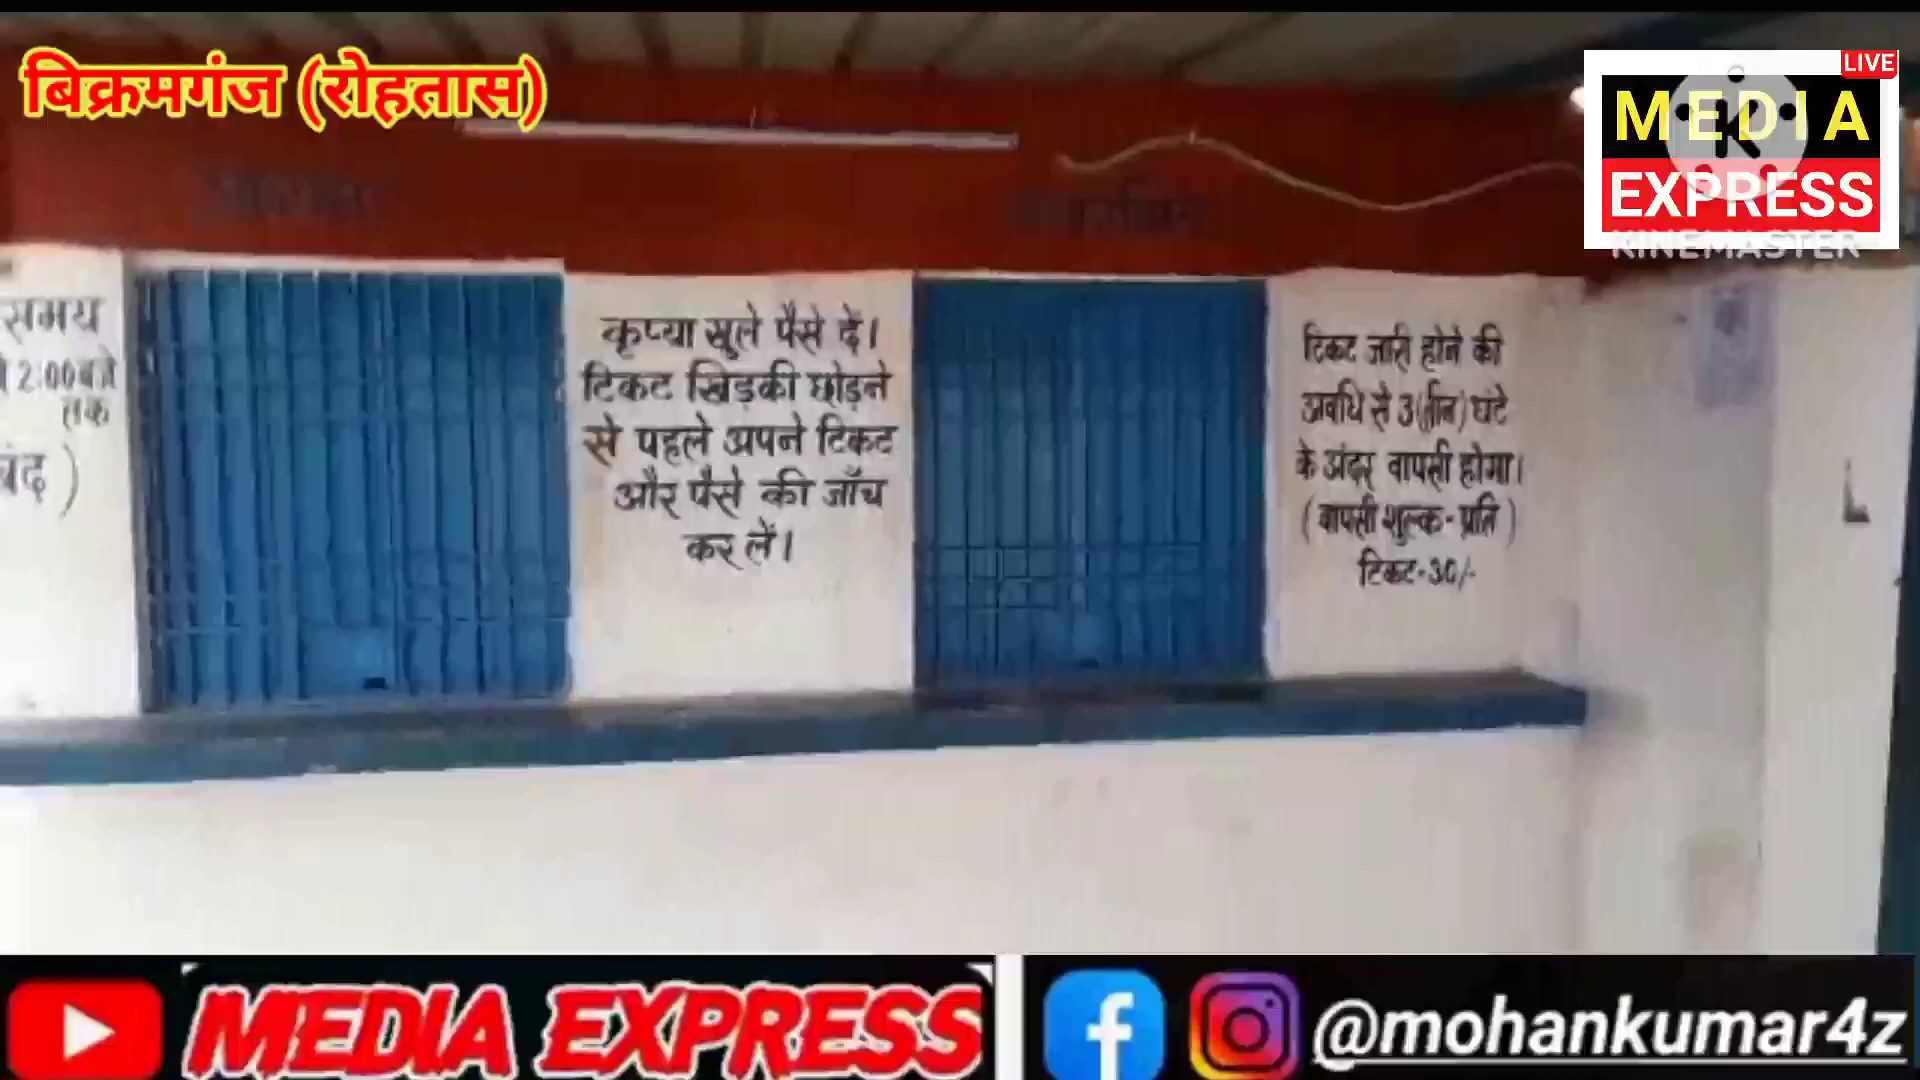 बिक्रमगंज (रोहतास)
LIVE
MEDIA
EXPRESS
KINEMASTER
समय
2:00 बजे
तक
बंद )
कृप्या खुले पैसे दें।
टिकट खिड़की छोड़ने
से पहले अपने टिकट
और पैसे की जाँच
कर लें।
टिकट जारी होने की
अवधि से 3(तीन) घंटे
के अंदर वापसी होगा।
( वापसी शुल्क - प्रति )
टिकट - 30/-
MEDIA EXPRESS
@mohankumar4z